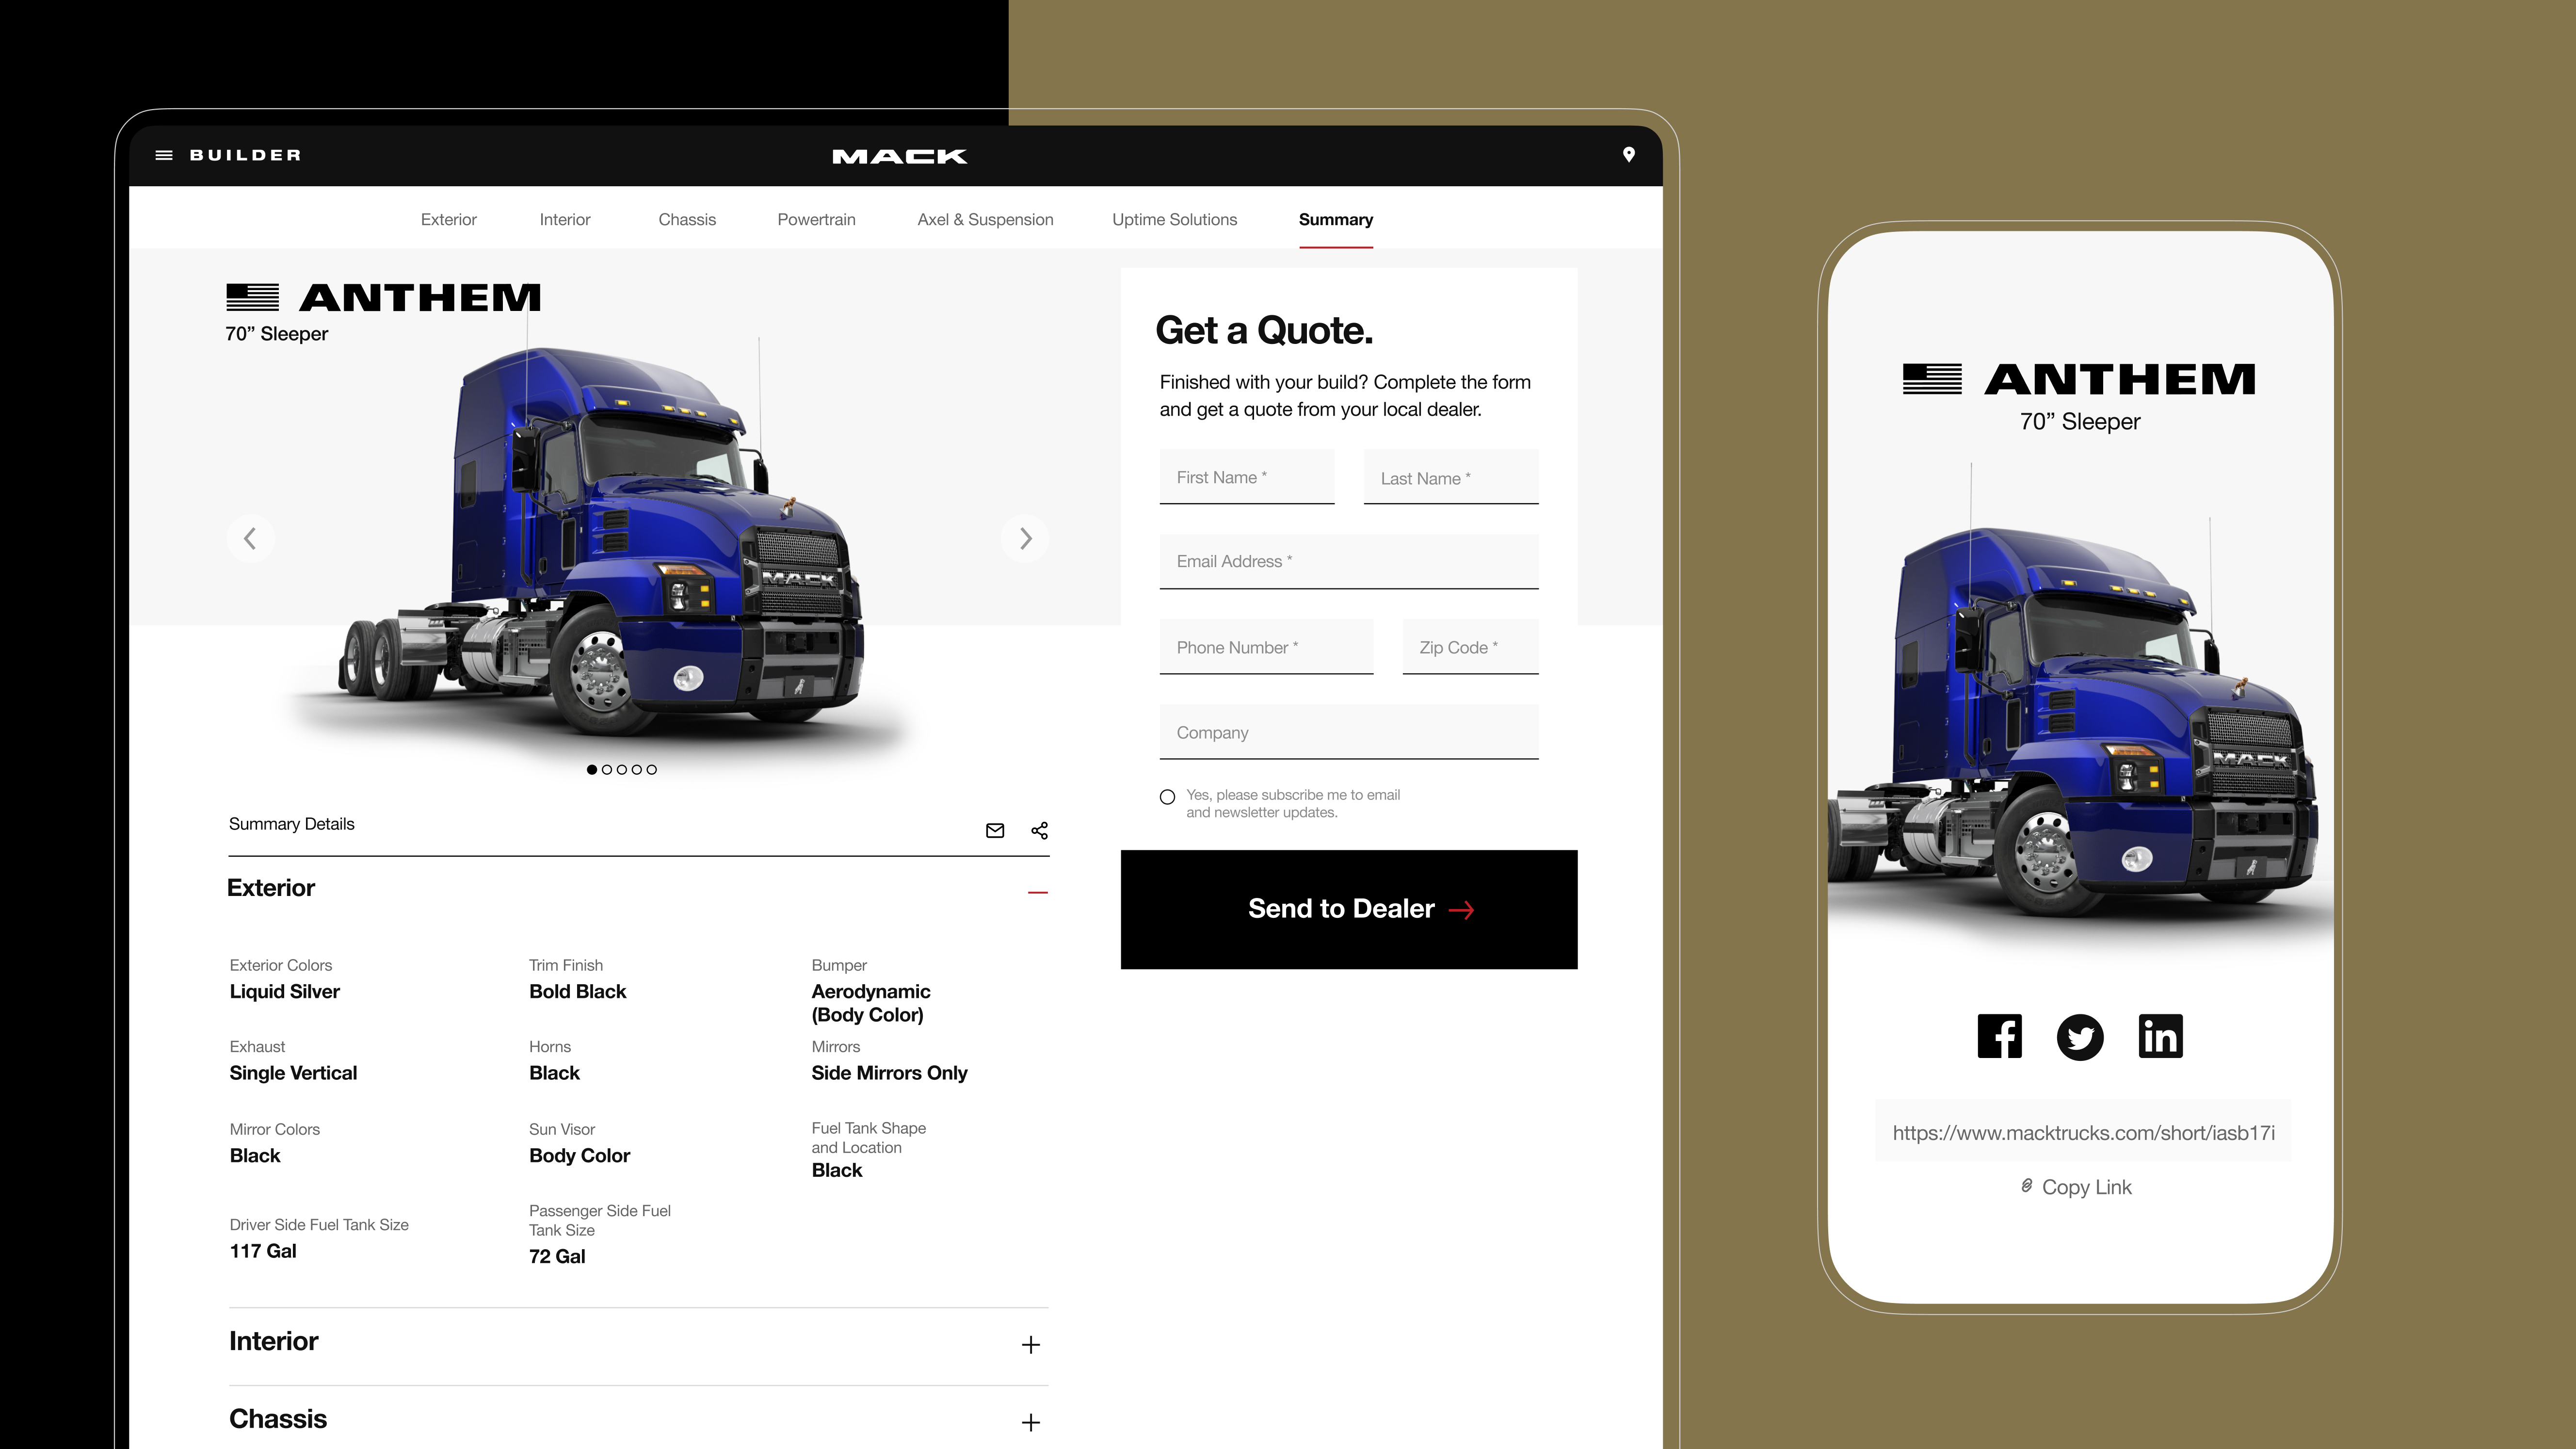 BUILDER
MACK
Exterior
Interior
Chassis
Powertrain
Axel & Suspension
Uptime Solutions
Summary
ANTHEM
70” Sleeper
MACK
Summary Details
Exterior
Exterior Colors
Liquid Silver
Trim Finish
Bold Black
Bumper
Aerodynamic
(Body Color)
Exhaust
Single Vertical
Horns
Black
Mirrors
Side Mirrors Only
Mirror Colors
Black
Sun Visor
Body Color
Fuel Tank Shape
and Location
Black
Driver Side Fuel Tank Size
117 Gal
Passenger Side Fuel
Tank Size
72 Gal
Interior
Chassis
Get a Quote.
Finished with your build? Complete the form
and get a quote from your local dealer.
First Name *
Last Name *
Email Address *
Phone Number *
Zip Code *
Company
Yes, please subscribe me to email
and newsletter updates.
Send to Dealer
ANTHEM
70” Sleeper
MACK
https://www.macktrucks.com/short/iasb17i
Copy Link